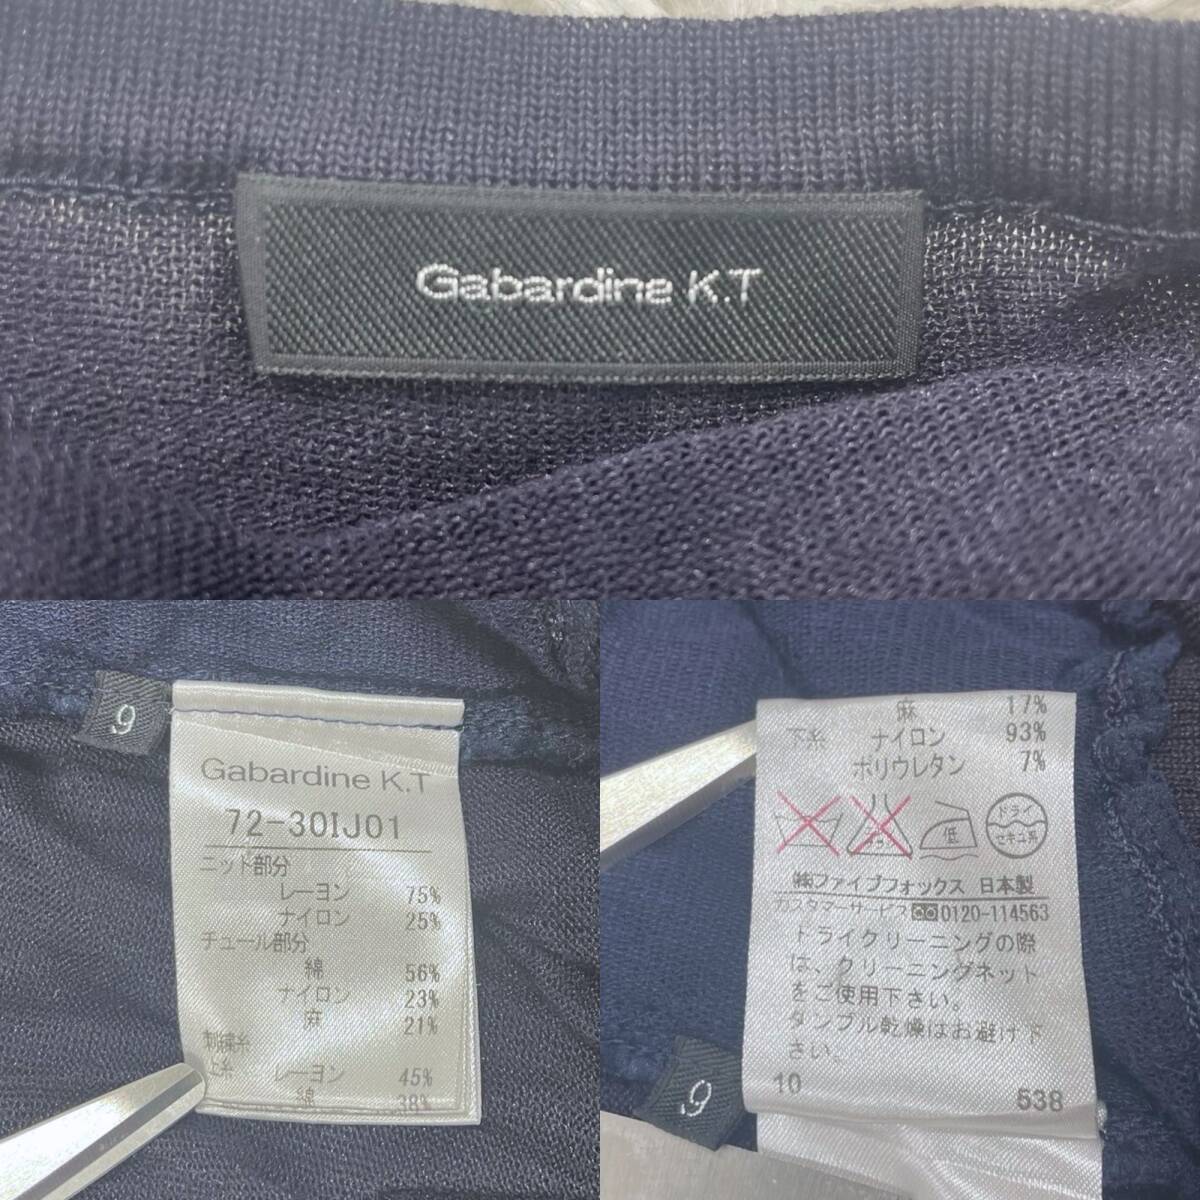 Gabardine K.T
9
Gabardine K.T
72-30IJ01
ニット部分
レーヨン 75%
ナイロン 25%
チュール部分
綿 56%
ナイロン 23%
麻 21%
刺繍糸
上糸 レーヨン 45%
綿 38%
麻 17%
下糸 ナイロン 93%
ポリウレタン 7%
低
ドライ
セキユ系
㈱ファイブフォックス 日本製
カスタマーサービス 0120-114563
ドライクリーニングの際
は、クリーニングネット
をご使用下さい。
タンブル乾燥はお避け下
さい。
10 538
9